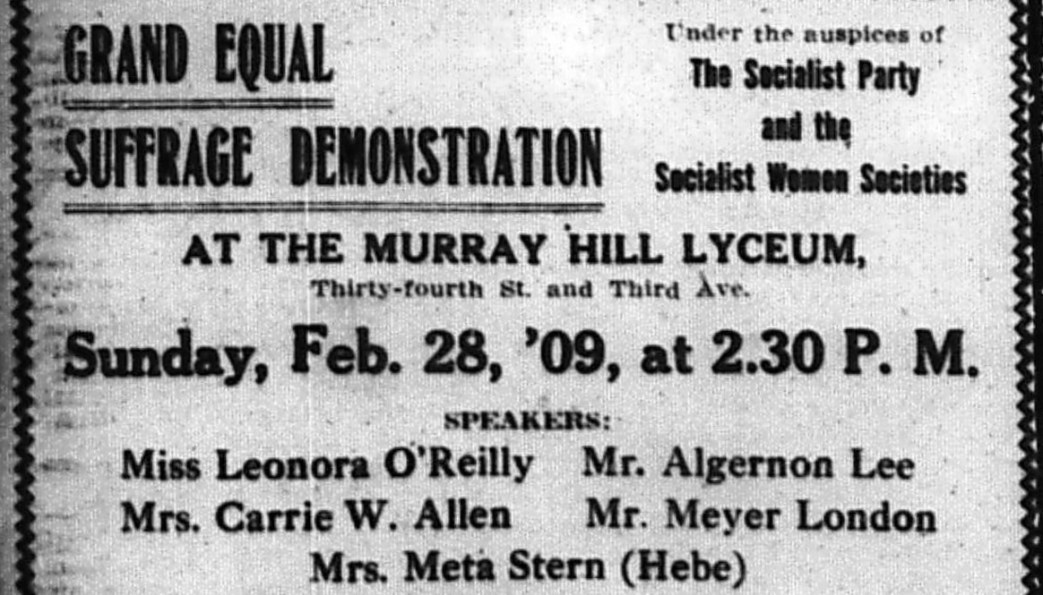 GRAND EQUAL
SUFFRAGE DEMONSTRATION
Under the auspices of
The Socialist Party
and the
Socialist Women Societies
AT THE MURRAY HILL LYCEUM,
Thirty-fourth St. and Third Ave.
Sunday, Feb. 28, '09, at 2.30 P. M.
SPEAKERS:
Miss Leonora O'Reilly Mr. Algernon Lee
Mrs. Carrie W. Allen Mr. Meyer London
Mrs. Meta Stern (Hebe)